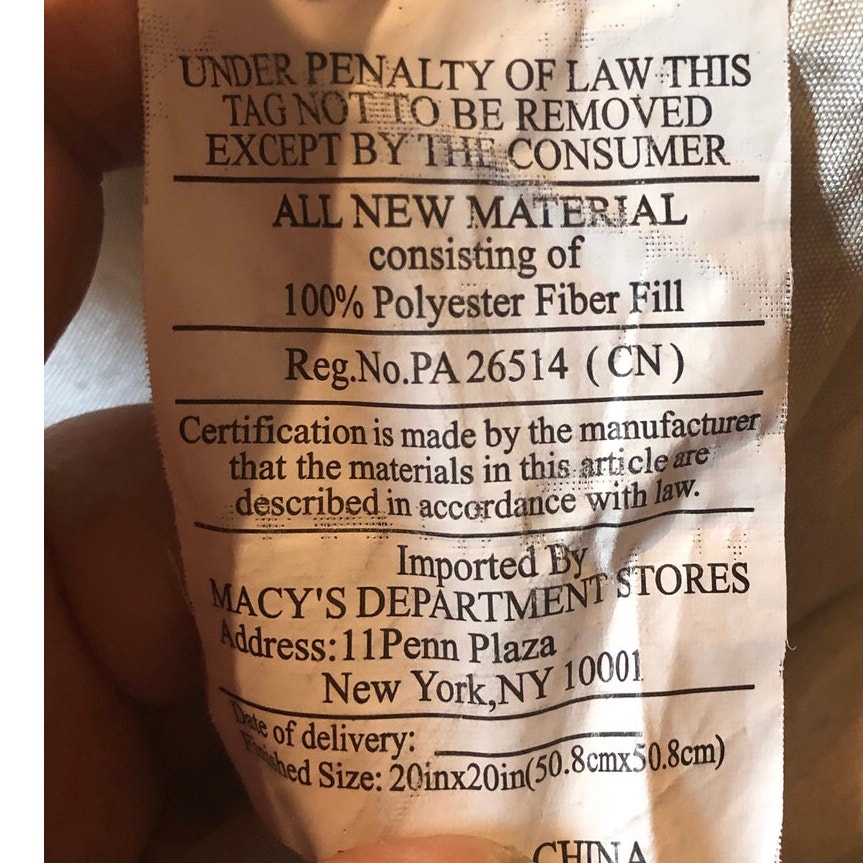 UNDER PENALTY OF LAW THIS
TAG NOT TO BE REMOVED
EXCEPT BY THE CONSUMER
ALL NEW MATERIAL
consisting of
100% Polyester Fiber Fill
Reg.No.PA 26514 (CN)
Certification is made by the manufacturer
that the materials in this article are
described in accordance with law.
Imported By
MACY'S DEPARTMENT STORES
Address:11Penn Plaza
New York,NY 10001
Date of delivery:
Finished Size: 20inx20in(50.8cmx50.8cm)
CHINA